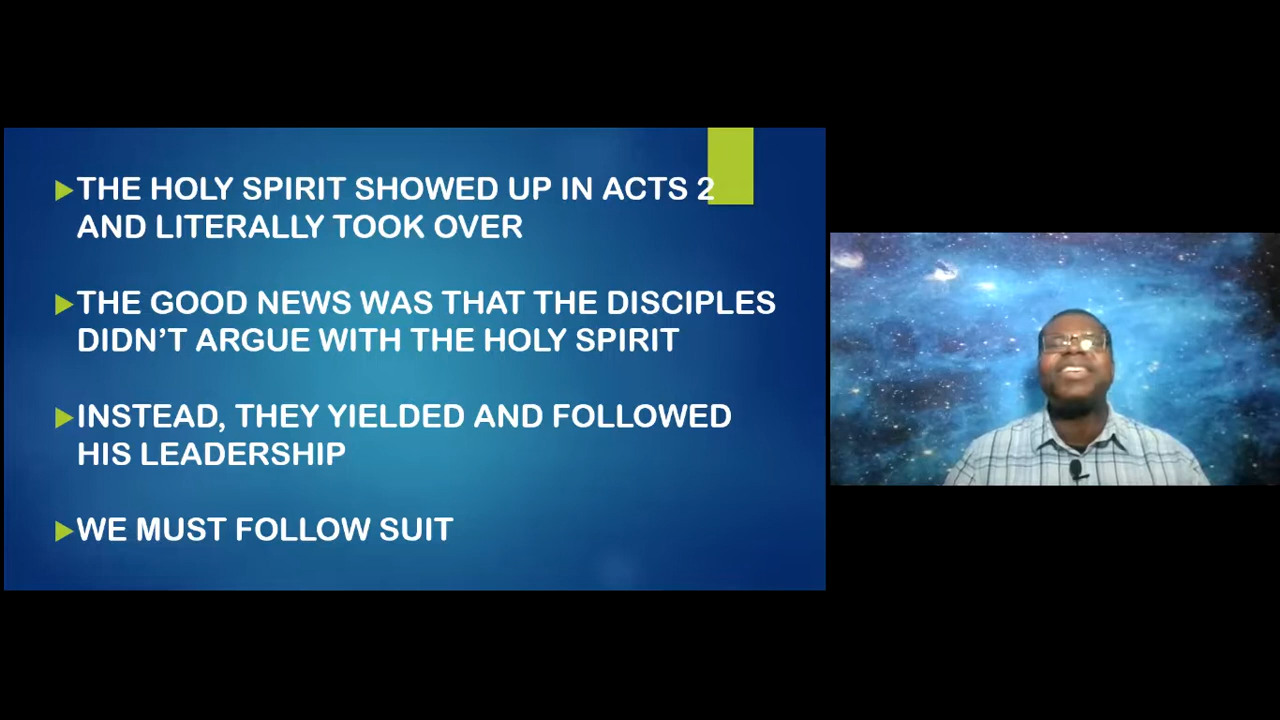 THE HOLY SPIRIT SHOWED UP IN ACTS 2
AND LITERALLY TOOK OVER
THE GOOD NEWS WAS THAT THE DISCIPLES
DIDN'T ARGUE WITH THE HOLY SPIRIT
INSTEAD, THEY YIELDED AND FOLLOWED
HIS LEADERSHIP
WE MUST FOLLOW SUIT